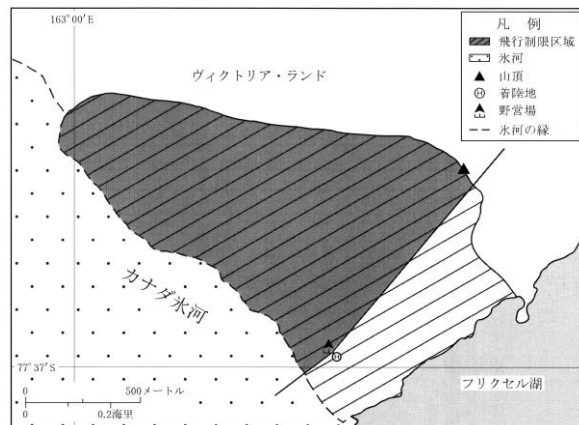 163°00′E
凡 例
飛行制限区域
氷河
山頂
着陸地
野営場
氷河の縁
ヴィクトリア・ランド
カナダ氷河
77°37′S
0 500メートル
0 0.2海里
フリクセル湖
H